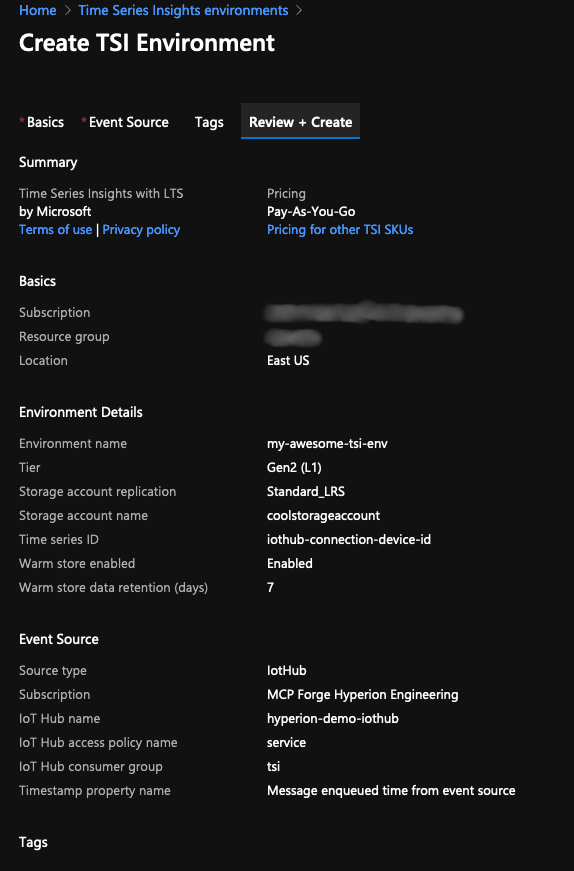 Home > Time Series Insights environments >
Create TSI Environment
* Basics * Event Source Tags Review + Create
Summary
Time Series Insights with LTS Pricing
by Microsoft Pay-As-You-Go
Terms of use | Privacy policy Pricing for other TSI SKUs
Basics
Subscription
Resource group
Location East US
Environment Details
Environment name my-awesome-tsi-env
Tier Gen2 (L1)
Storage account replication Standard_LRS
Storage account name coolstorageaccount
Time series ID iothub-connection-device-id
Warm store enabled Enabled
Warm store data retention (days) 7
Event Source
Source type IotHub
Subscription MCP Forge Hyperion Engineering
IoT Hub name hyperion-demo-iothub
IoT Hub access policy name service
IoT Hub consumer group tsi
Timestamp property name Message enqueued time from event source
Tags